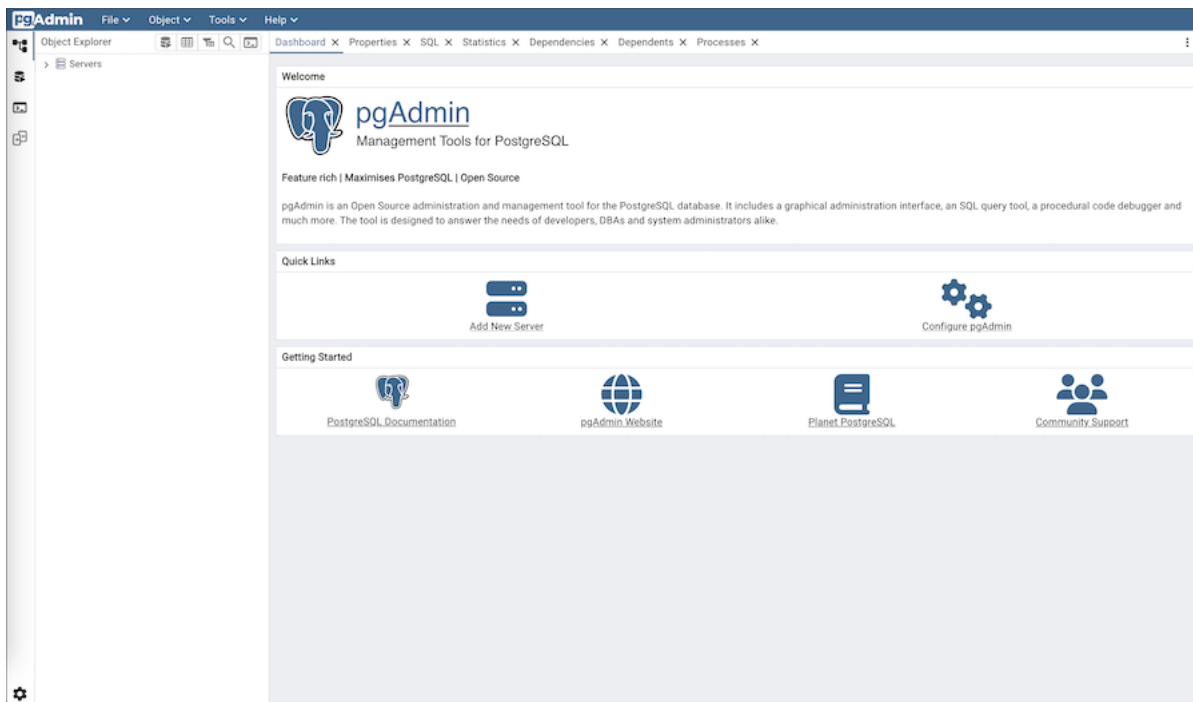 pgAdmin File Object Tools Help
Object Explorer
Dashboard Properties SQL Statistics Dependencies Dependents Processes
Servers
Welcome
pgAdmin
Management Tools for PostgreSQL
Feature rich | Maximises PostgreSQL | Open Source
pgAdmin is an Open Source administration and management tool for the PostgreSQL database. It includes a graphical administration interface, an SQL query tool, a procedural code debugger and
much more. The tool is designed to answer the needs of developers, DBAs and system administrators alike.
Quick Links
Add New Server
Configure pgAdmin
Getting Started
PostgreSQL Documentation
pgAdmin Website
Planet PostgreSQL
Community Support